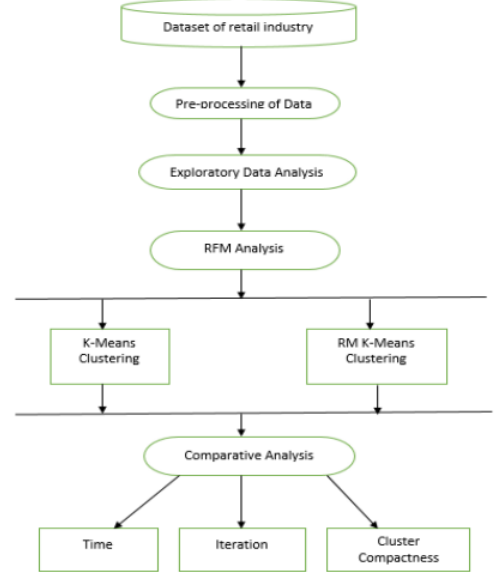 Dataset of retail industry
Pre-processing of Data
Exploratory Data Analysis
RFM Analysis
K-Means
Clustering
RM K-Means
Clustering
Comparative Analysis
Time
Iteration
Cluster
Compactness